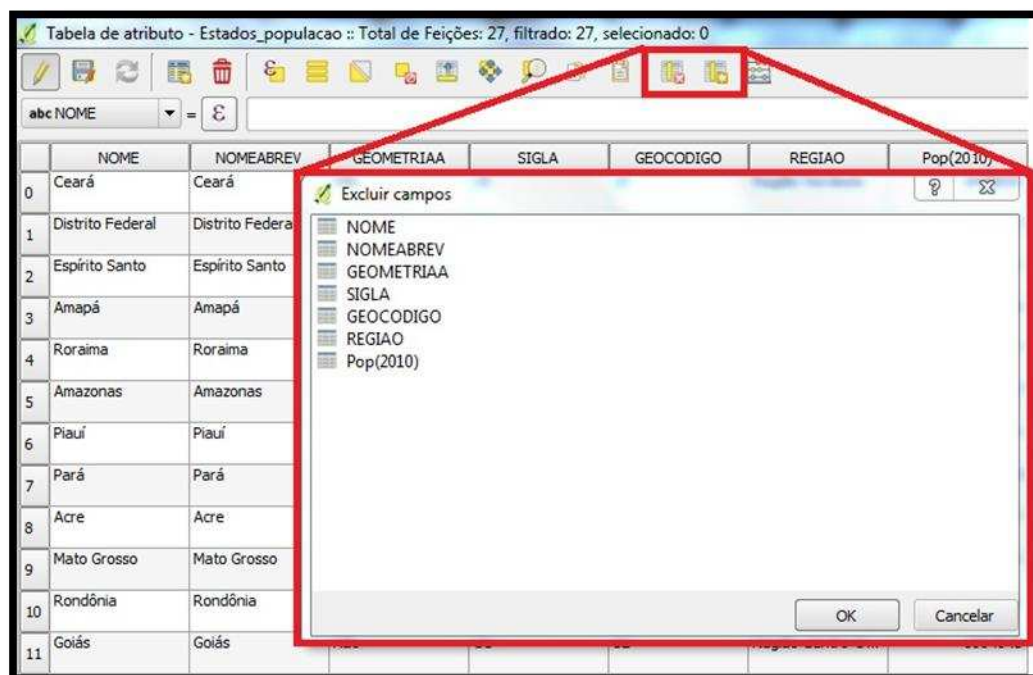 Tabela de atributo - Estados_populacao :: Total de Feições: 27, filtrado: 27, selecionado: 0
abc NOME = ε
NOME NOMEABREV GEOMETRIAA SIGLA GEOCODIGO REGIAO Pop(2010)
0 Ceará Ceará
Excluir campos
NOME
NOMEABREV
GEOMETRIAA
SIGLA
GEOCODIGO
REGIAO
Pop(2010)
OK Cancelar
1 Distrito Federal Distrito Federa
2 Espírito Santo Espírito Santo
3 Amapá Amapá
4 Roraima Roraima
5 Amazonas Amazonas
6 Piauí Piauí
7 Pará Pará
8 Acre Acre
9 Mato Grosso Mato Grosso
10 Rondônia Rondônia
11 Goiás Goiás